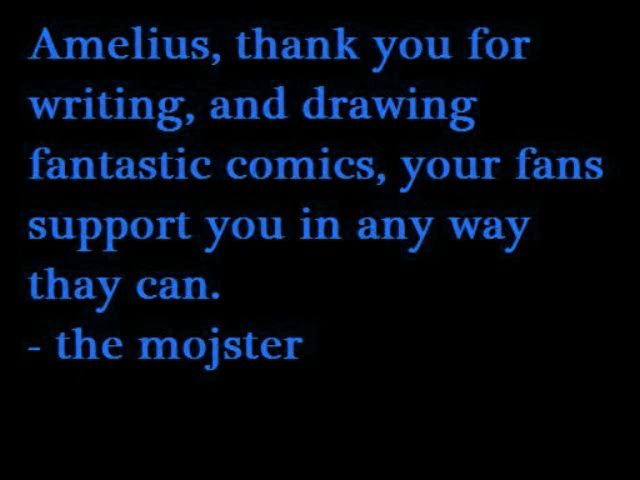 Amelius, thank you for
writing, and drawing
fantastic comics, your fans
support you in any way
thay can.
- the mojster